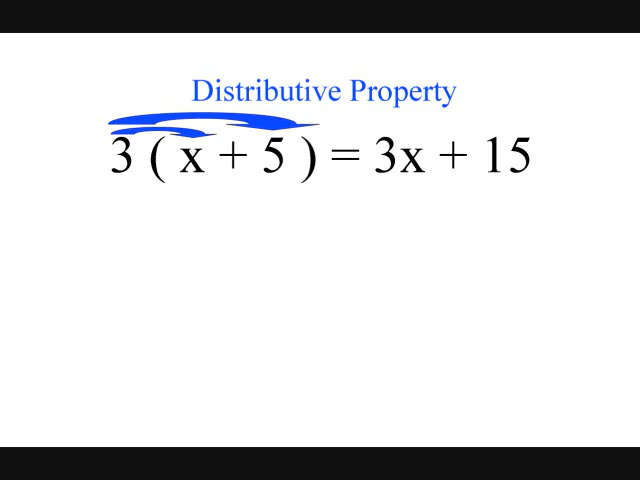 Distributive Property
3 ( x + 5 ) = 3x + 15